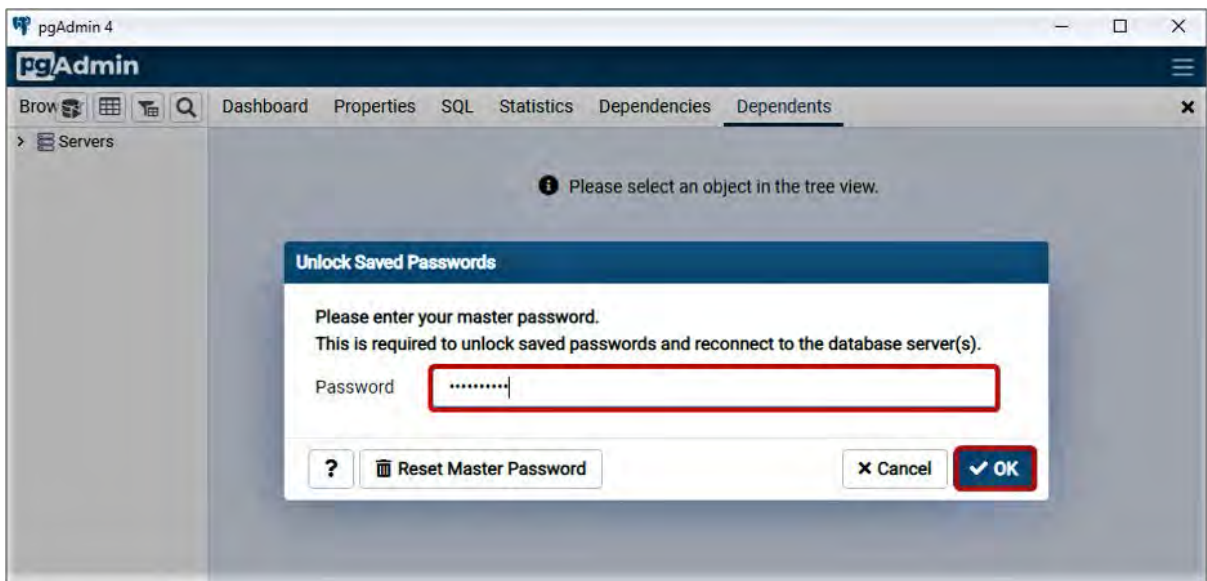 pgAdmin 4
pgAdmin
Brow Dashboard Properties SQL Statistics Dependencies Dependents
Servers
Please select an object in the tree view.
Unlock Saved Passwords
Please enter your master password.
This is required to unlock saved passwords and reconnect to the database server(s).
Password ••••••••••
? Reset Master Password Cancel OK